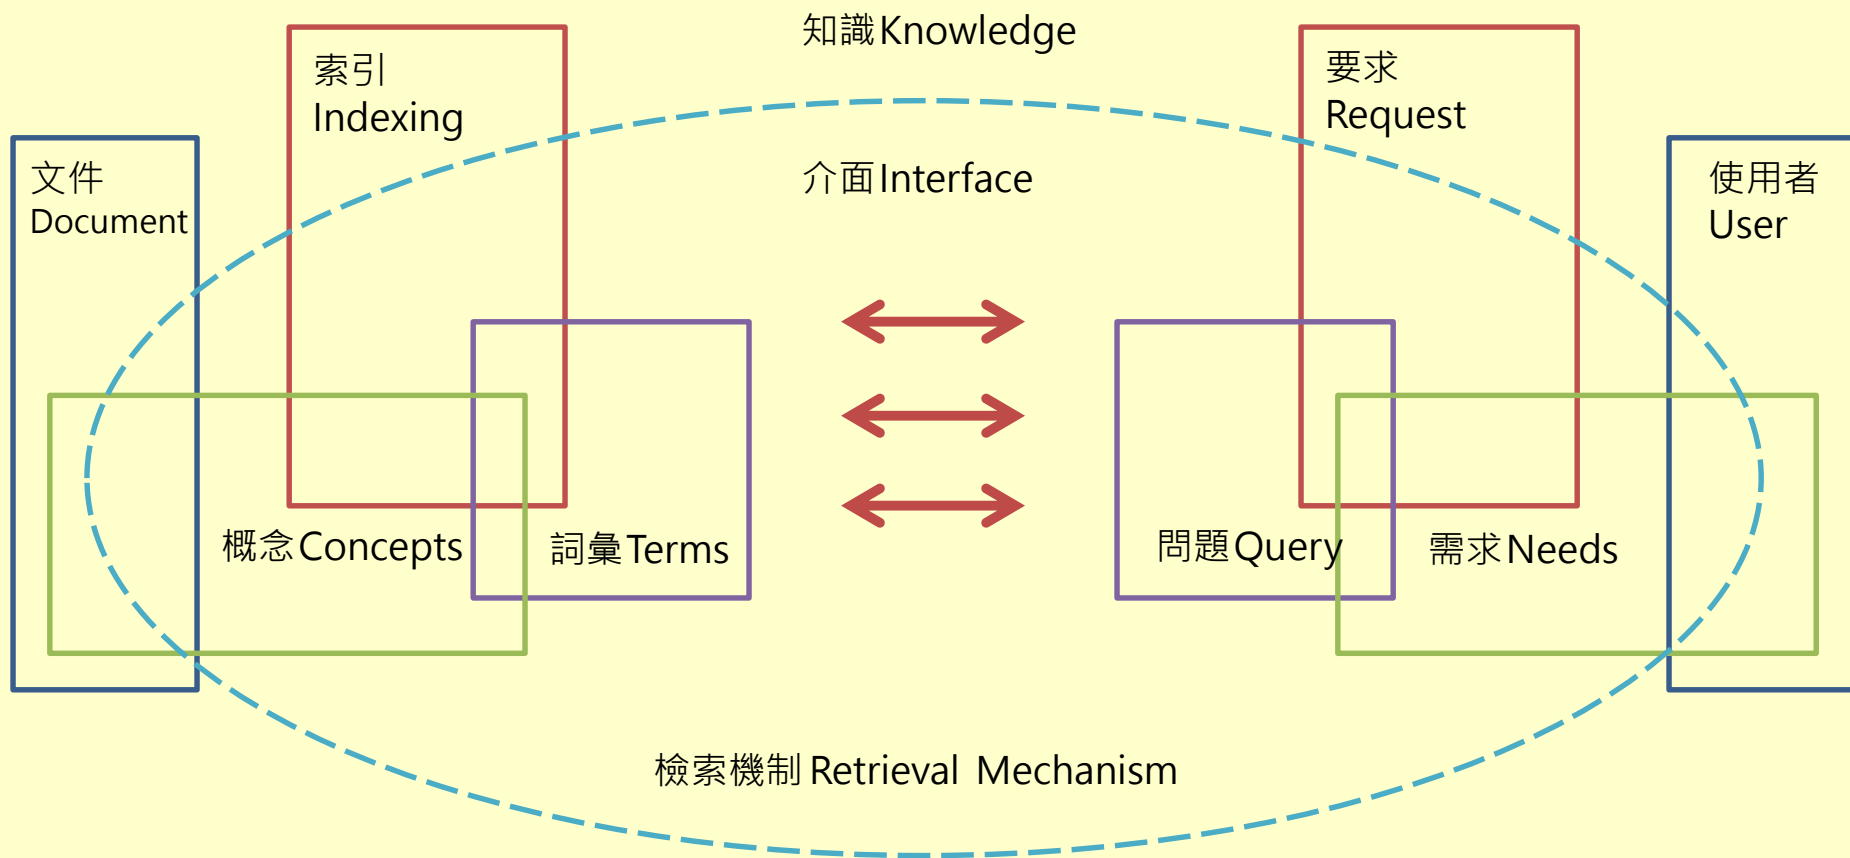 知識Knowledge
索引
Indexing
要求
Request
文件
Document
介面Interface
使用者
User
概念Concepts
詞彙Terms
問題Query
需求Needs
檢索機制Retrieval Mechanism